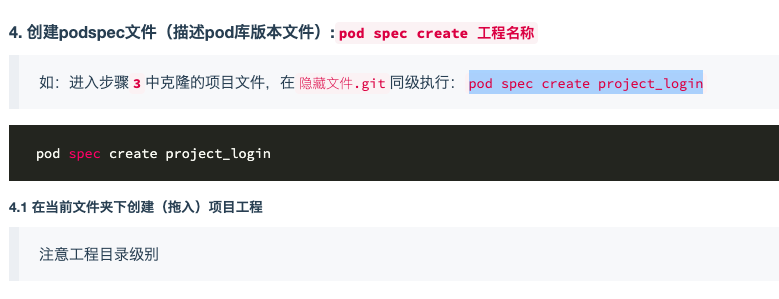 4. 创建podspec文件（描述pod库版本文件）: pod spec create 工程名称
如：进入步骤 3 中克隆的项目文件，在 隐藏文件.git 同级执行： pod spec create project_login
pod spec create project_login
4.1 在当前文件夹下创建（拖入）项目工程
注意工程目录级别